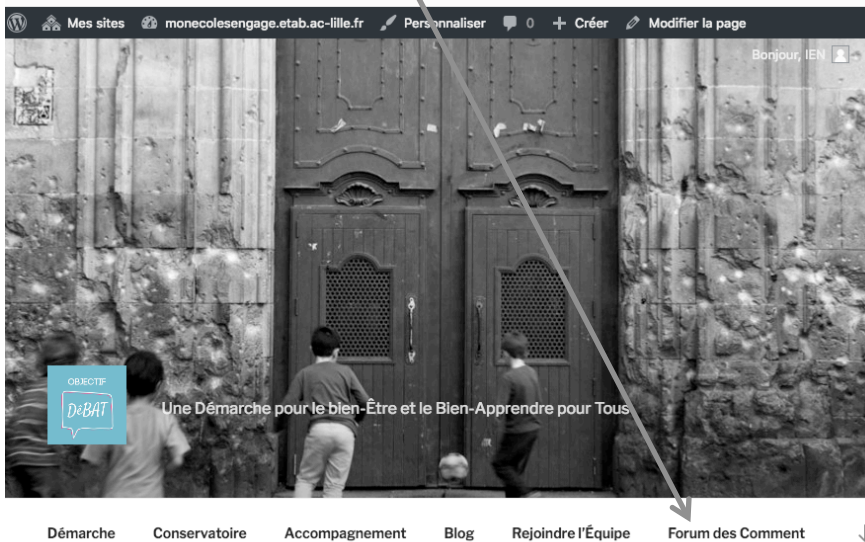 Mes sites monecolesengage.etab.ac-lille.fr Personnaliser 0 Créer Modifier la page
Bonjour, IEN
OBJECTIF
DéBAT
Une Démarche pour le bien-Être et le Bien-Apprendre pour Tous
Démarche Conservatoire Accompagnement Blog Rejoindre l'Équipe Forum des Comment